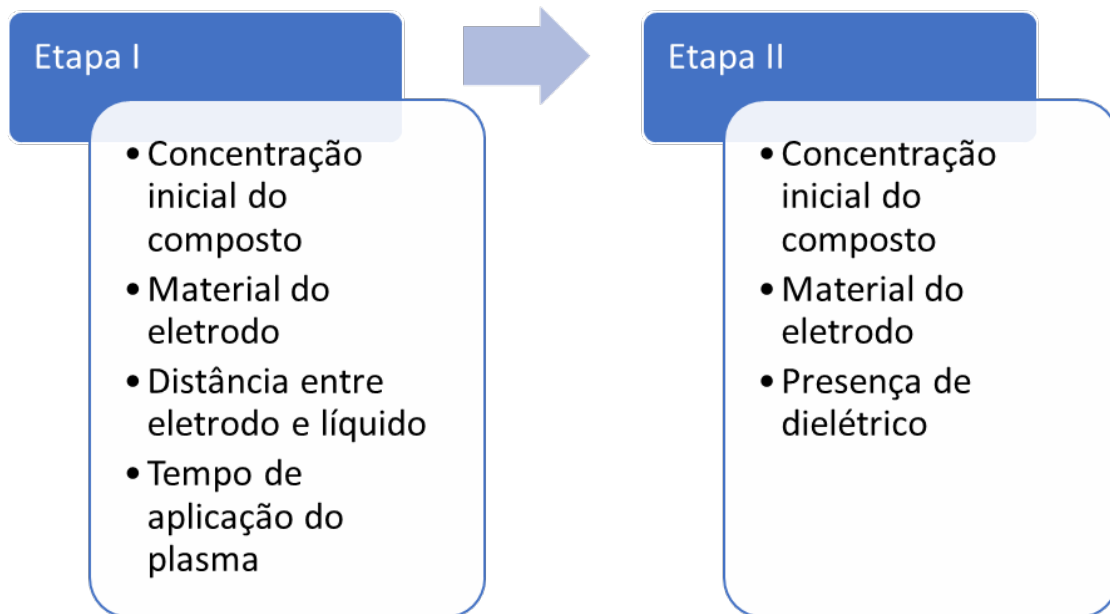 Etapa I
• Concentração
inicial do
composto
• Material do
eletrodo
• Distância entre
eletrodo e líquido
• Tempo de
aplicação do
plasma
Etapa II
• Concentração
inicial do
composto
• Material do
eletrodo
• Presença de
dielétrico